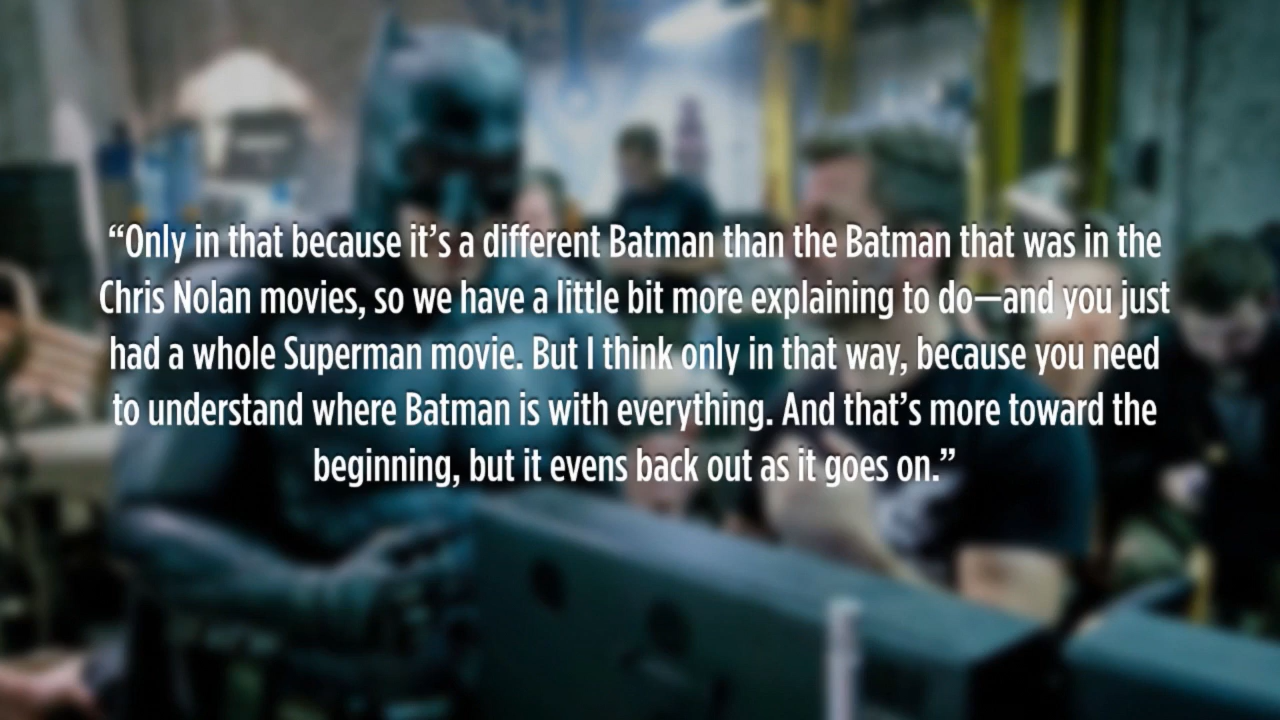 “Only in that because it’s a different Batman than the Batman that was in the
Chris Nolan movies, so we have a little bit more explaining to do—and you just
had a whole Superman movie. But I think only in that way, because you need
to understand where Batman is with everything. And that’s more toward the
beginning, but it evens back out as it goes on.”